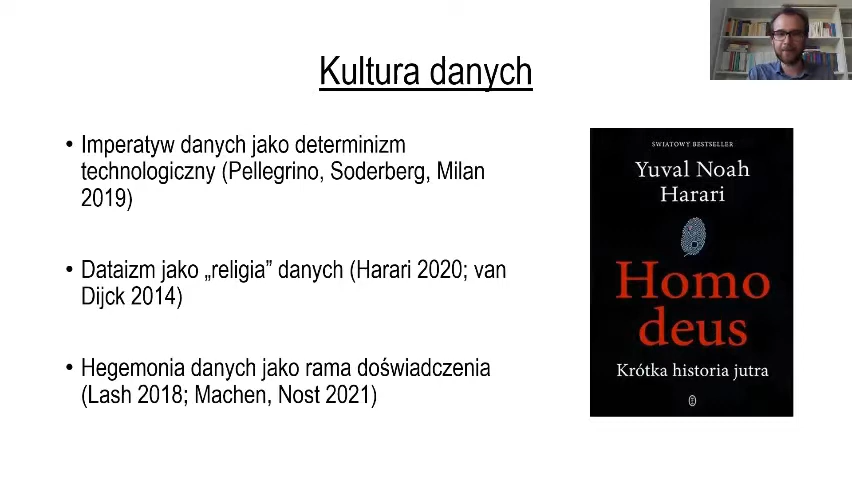 Kultura danych
• Imperatyw danych jako determinizm
technologiczny (Pellegrino, Soderberg, Milan
2019)
• Dataizm jako „religia” danych (Harari 2020; van
Dijck 2014)
• Hegemonia danych jako rama doświadczenia
(Lash 2018; Machen, Nost 2021)
ŚWIATOWY BESTSELLER
Yuval Noah
Harari
Homo
deus
Krótka historia jutra